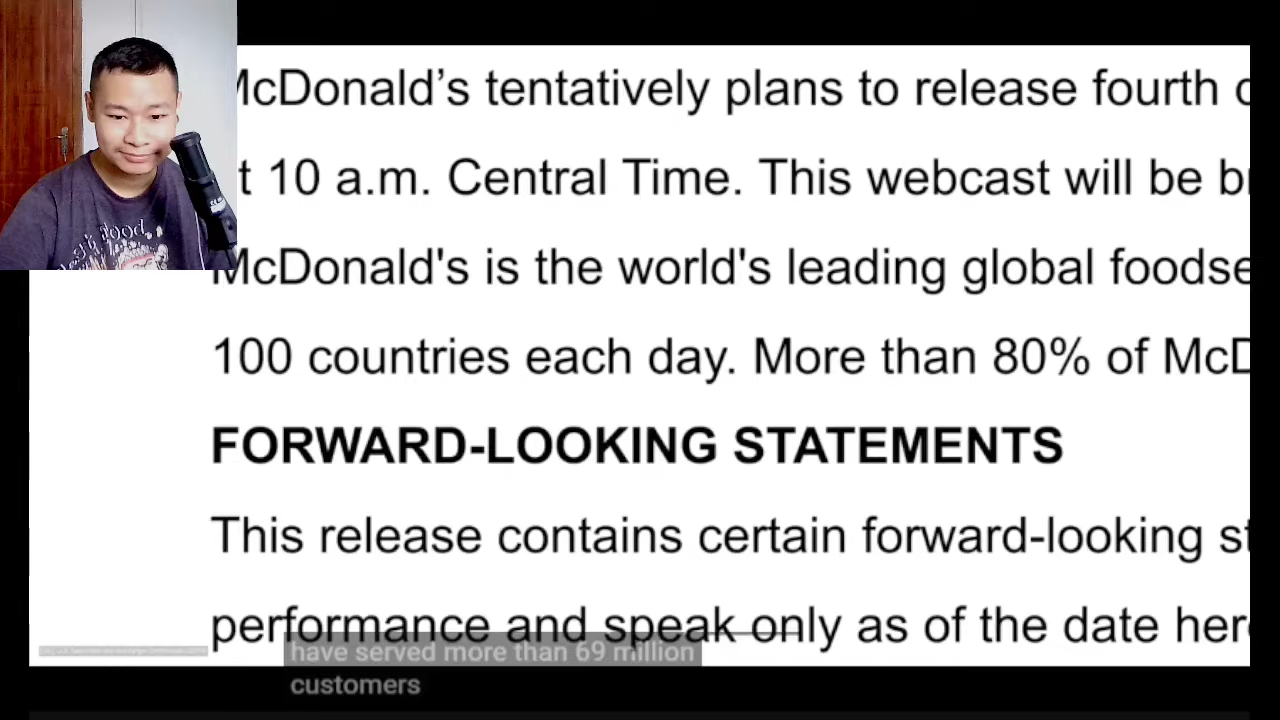 McDonald’s tentatively plans to release fourth
t 10 a.m. Central Time. This webcast will be
McDonald's is the world's leading global foodse
100 countries each day. More than 80% of McD
FORWARD-LOOKING STATEMENTS
This release contains certain forward-looking st
performance and speak only as of the date her
have served more than 69 million
customers